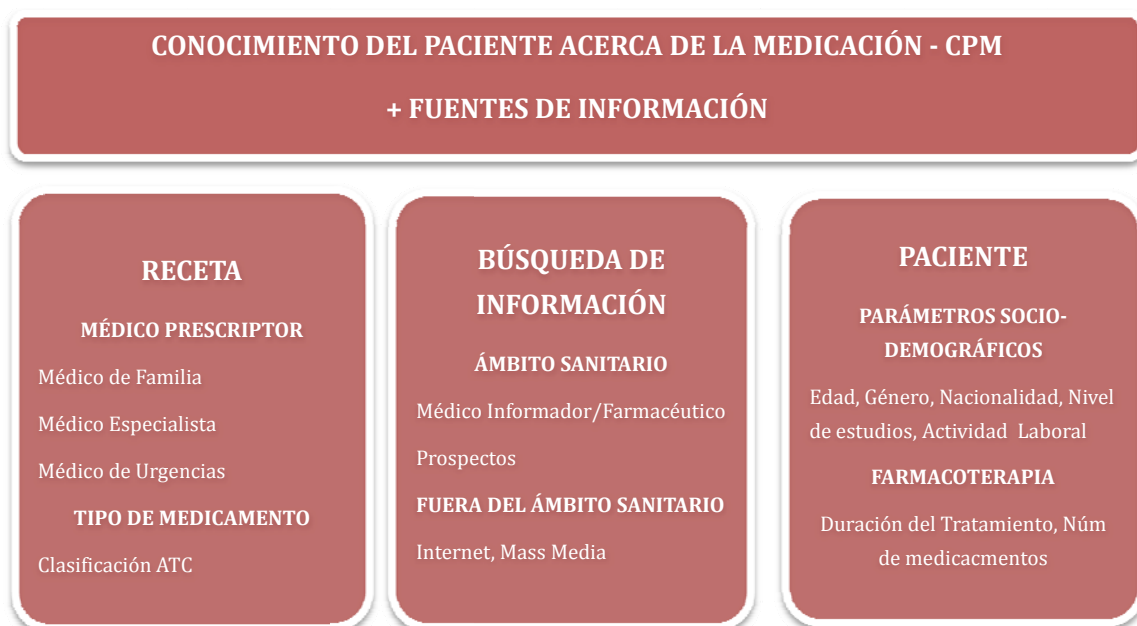 CONOCIMIENTO DEL PACIENTE ACERCA DE LA MEDICACIÓN - CPM
+ FUENTES DE INFORMACIÓN
RECETA
MÉDICO PRESCRIPTOR
Médico de Familia
Médico Especialista
Médico de Urgencias
TIPO DE MEDICAMENTO
Clasificación ATC
BÚSQUEDA DE
INFORMACIÓN
ÁMBITO SANITARIO
Médico Informador/Farmacéutico
Prospectos
FUERA DEL ÁMBITO SANITARIO
Internet, Mass Media
PACIENTE
PARÁMETROS SOCIO-
DEMOGRÁFICOS
Edad, Género, Nacionalidad, Nivel
de estudios, Actividad Laboral
FARMACOTERAPIA
Duración del Tratamiento, Núm
de medicacmentos